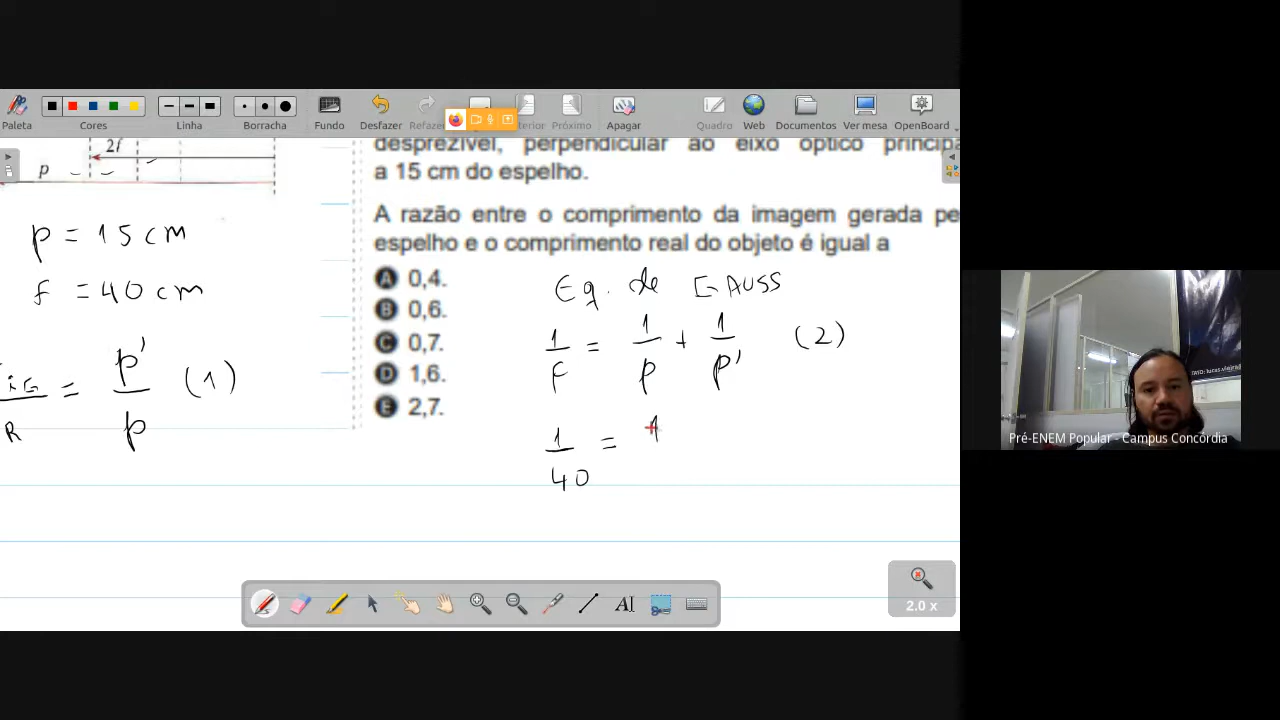 Paleta Cores Linha Borracha Fundo Desfazer Refazer Próximo Apagar Quadro Web Documentos Ver mesa OpenBoard
2f
p
desprezível, perpendicular ao eixo óptico
a 15 cm do espelho.
A razão entre o comprimento da imagem gerada
espelho e o comprimento real do objeto é igual a
A 0,4.
B 0,6.
C 0,7.
D 1,6.
E 2,7.
p = 15 cm
f = 40 cm
= p' / p (1)
R
Eq. de GAUSS
1/F = 1/p + 1/p' (2)
1/40 = 1
2.0 x
Pré-ENEM Popular - Campus Concórdia